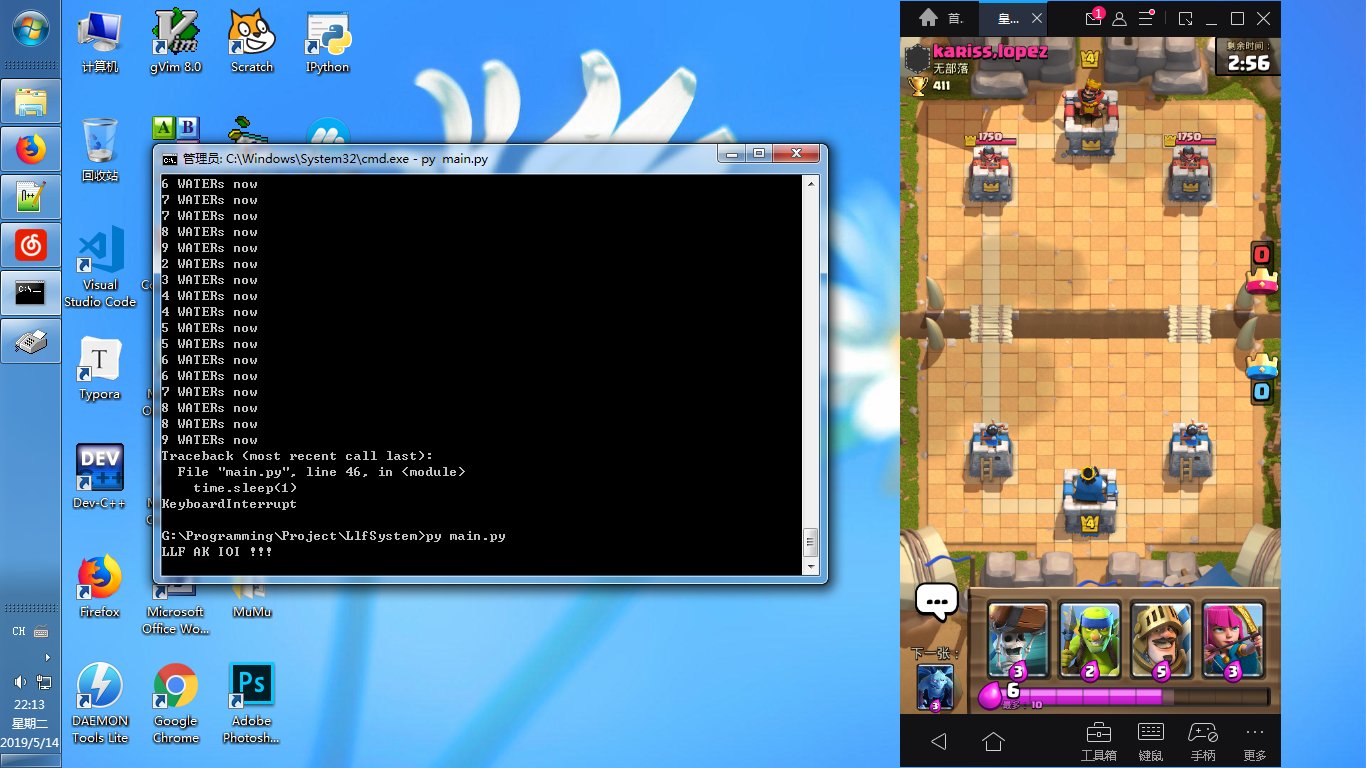 计算机
gVim 8.0
Scratch
IPython
回收站
Visual
Studio Code
Typora
Dev-C++
Firefox
Microsoft
Office Wo...
MuMu
DAEMON
Tools Lite
Google
Chrome
Adobe
Photosh...
CH
22:13
星期二
2019/5/14
管理员: C:\Windows\System32\cmd.exe - py  main.py
6 WATERs now
7 WATERs now
7 WATERs now
8 WATERs now
9 WATERs now
2 WATERs now
3 WATERs now
4 WATERs now
4 WATERs now
5 WATERs now
5 WATERs now
6 WATERs now
6 WATERs now
7 WATERs now
8 WATERs now
8 WATERs now
9 WATERs now
Traceback (most recent call last):
  File "main.py", line 46, in <module>
    time.sleep(1)
KeyboardInterrupt
G:\Programming\Project\LlfSystem>py main.py
LLF AK IOI !!!
首.
皇...
1
kariss,lopez
无部落
411
剩余时间：
2:56
4
1750
1750
0
0
4
下一张：
3
3
2
5
3
6
最多：10
工具箱
键鼠
手柄
更多